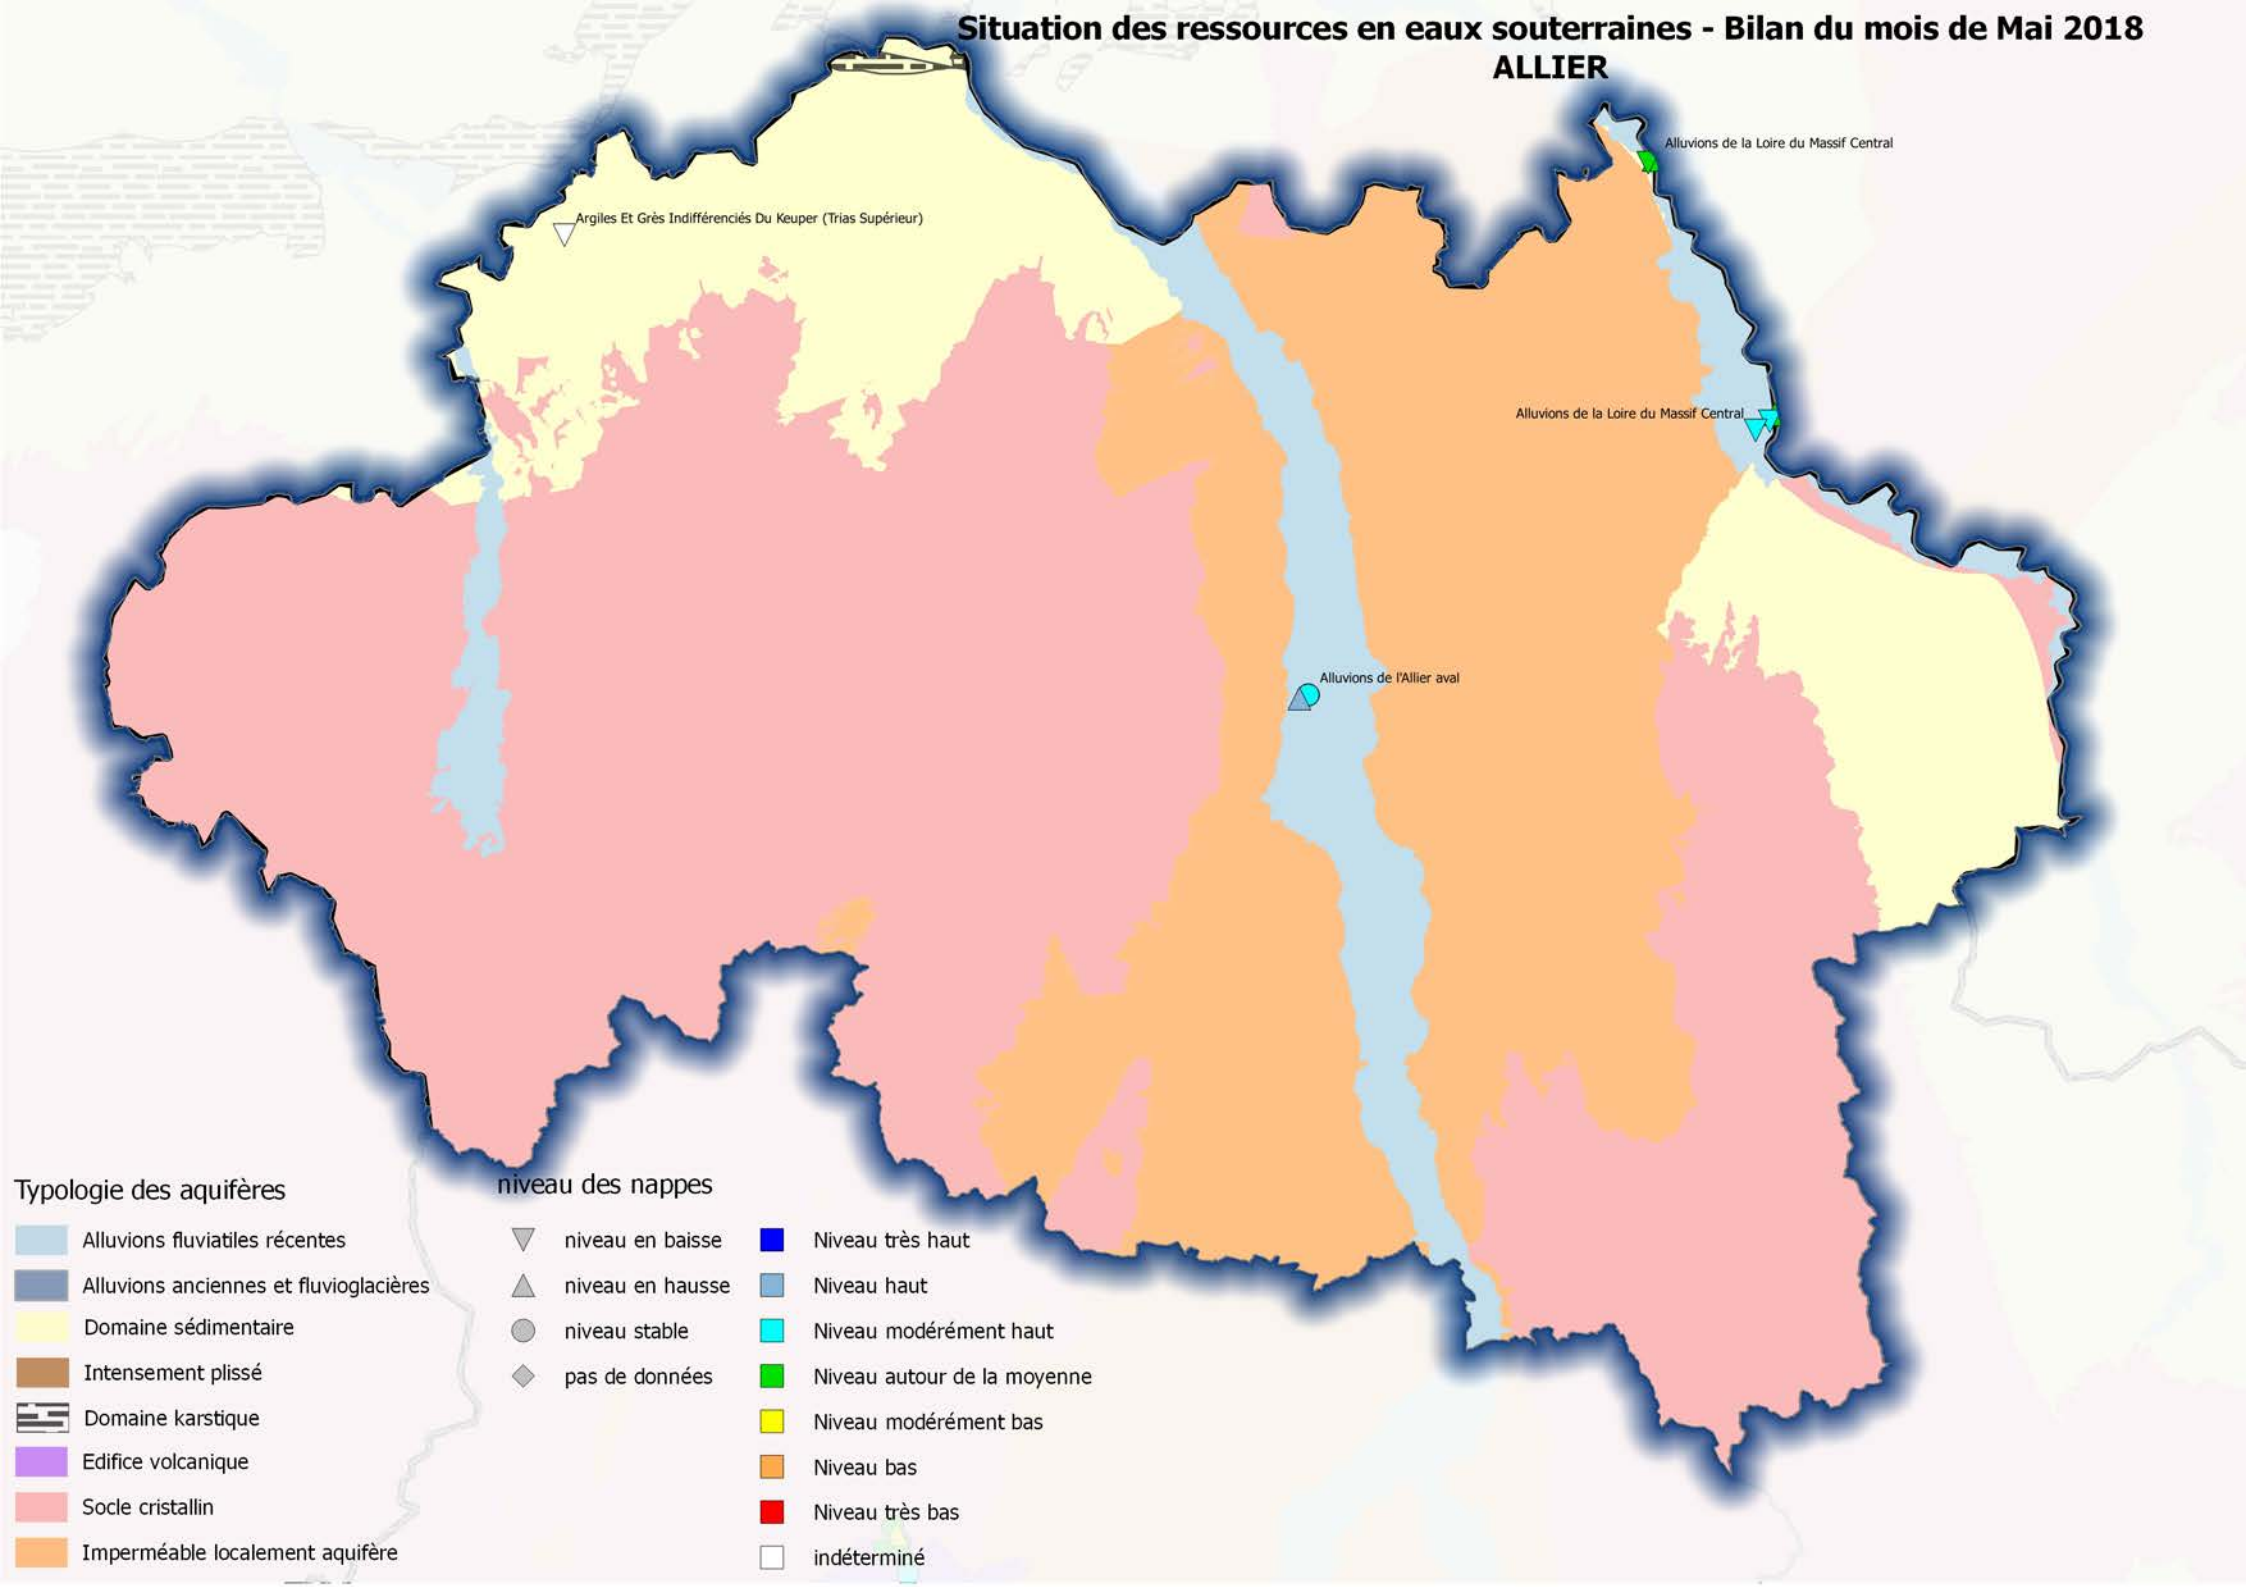 Situation des ressources en eaux souterraines - Bilan du mois de Mai 2018
ALLIER
Alluvions de la Loire du Massif Central
Argiles Et Grès Indifférenciés Du Keuper (Trias Supérieur)
Alluvions de la Loire du Massif Central
Alluvions de l'Allier aval
Typologie des aquifères
Alluvions fluviatiles récentes
Alluvions anciennes et fluvioglacières
Domaine sédimentaire
Intensement plissé
Domaine karstique
Edifice volcanique
Socle cristallin
Imperméable localement aquifère
niveau des nappes
niveau en baisse
niveau en hausse
niveau stable
pas de données
Niveau très haut
Niveau haut
Niveau modérément haut
Niveau autour de la moyenne
Niveau modérément bas
Niveau bas
Niveau très bas
indéterminé